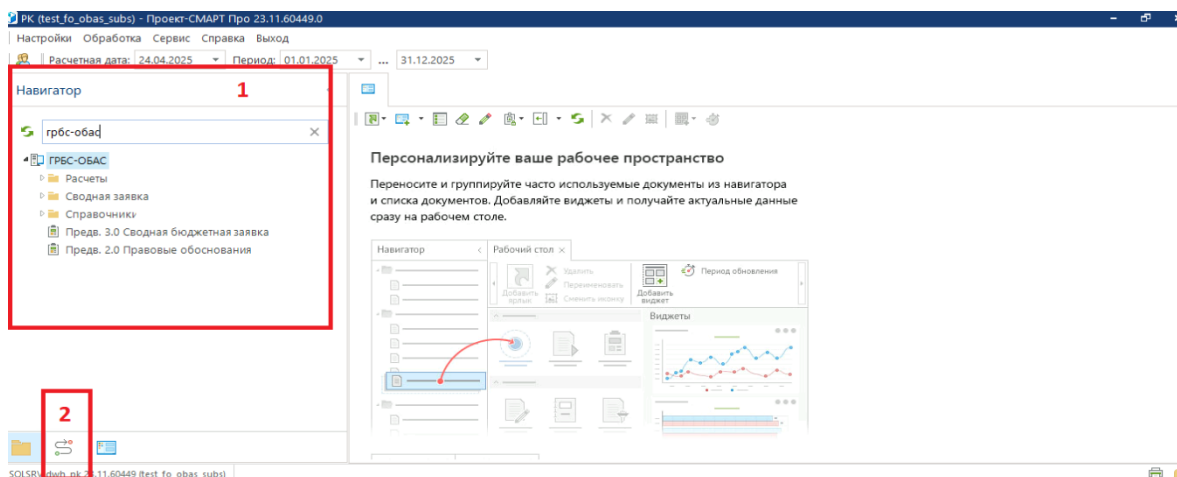 PK (test_fo_obas_subs) - Проект-СМАРТ Про 23.11.60449.0
Настройки Обработка Сервис Справка Выход
Расчетная дата: 24.04.2025 Период: 01.01.2025 ... 31.12.2025
Навигатор
1
грбс-обас
ГРБС-ОБАС
Расчеты
Сводная заявка
Справочники
Предв. 3.0 Сводная бюджетная заявка
Предв. 2.0 Правовые обоснования
Персонализируйте ваше рабочее пространство
Переносите и группируйте часто используемые документы из навигатора
и списка документов. Добавляйте виджеты и получайте актуальные данные
сразу на рабочем столе.
Навигатор
Рабочий стол
Добавить ярлык
Удалить
Переименовать
Сменить иконку
Добавить виджет
Период обновления
Виджеты
2
SOLSRV\dwh_pk 23.11.60449 (test_fo_obas_subs)